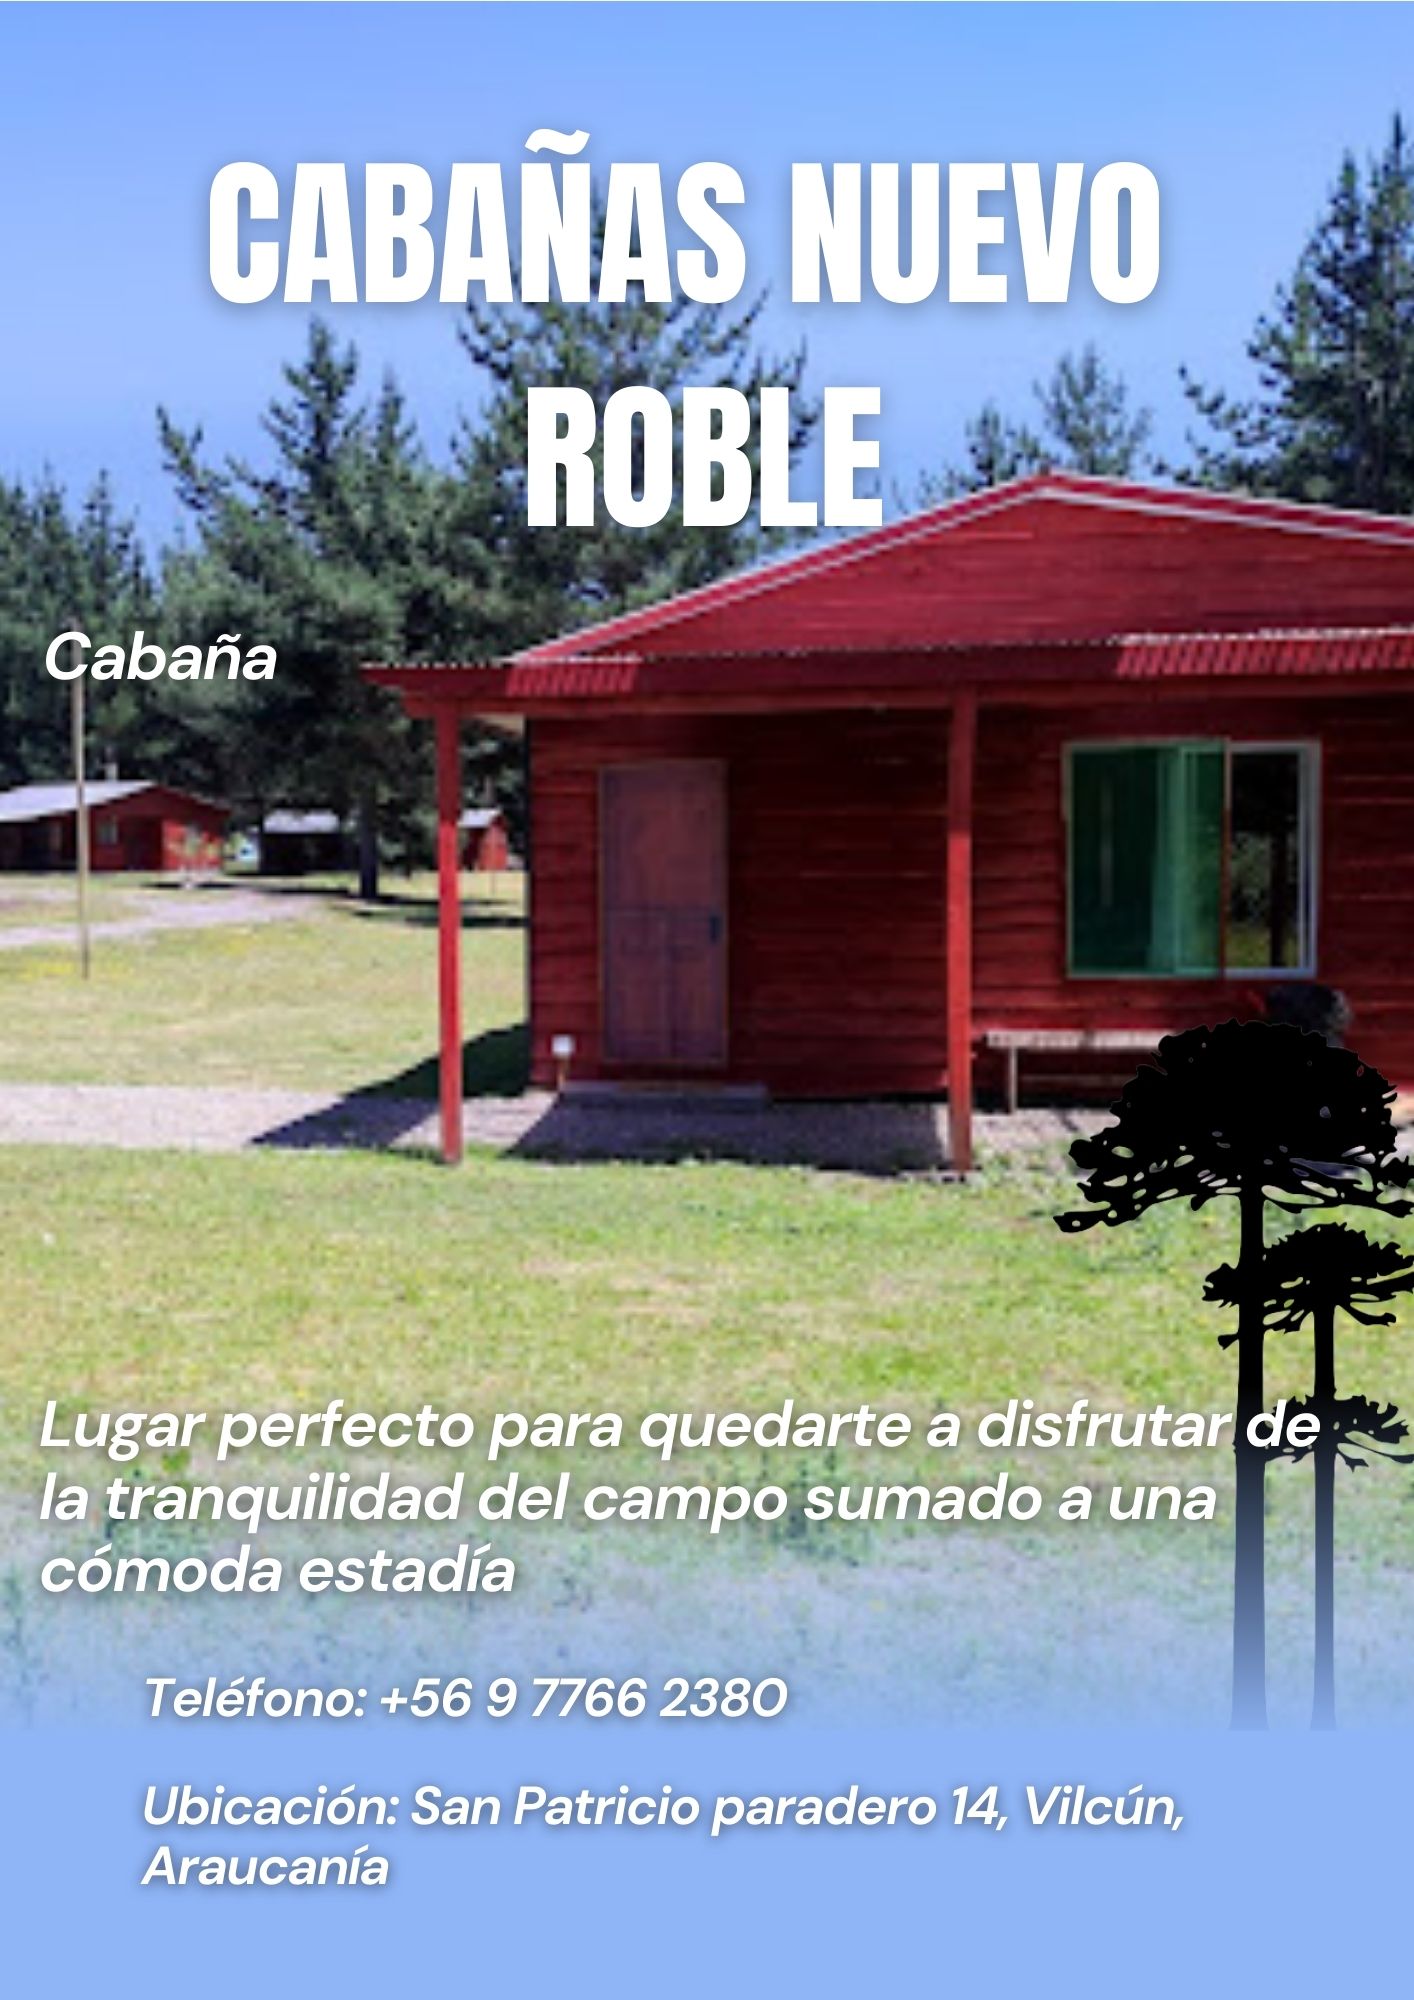 CABAÑAS NUEVO
ROBLE
Cabaña
Lugar perfecto para quedarte a disfrutar de
la tranquilidad del campo sumado a una
cómoda estadía
Teléfono: +56 9 7766 2380
Ubicación: San Patricio paradero 14, Vilcún,
Araucanía